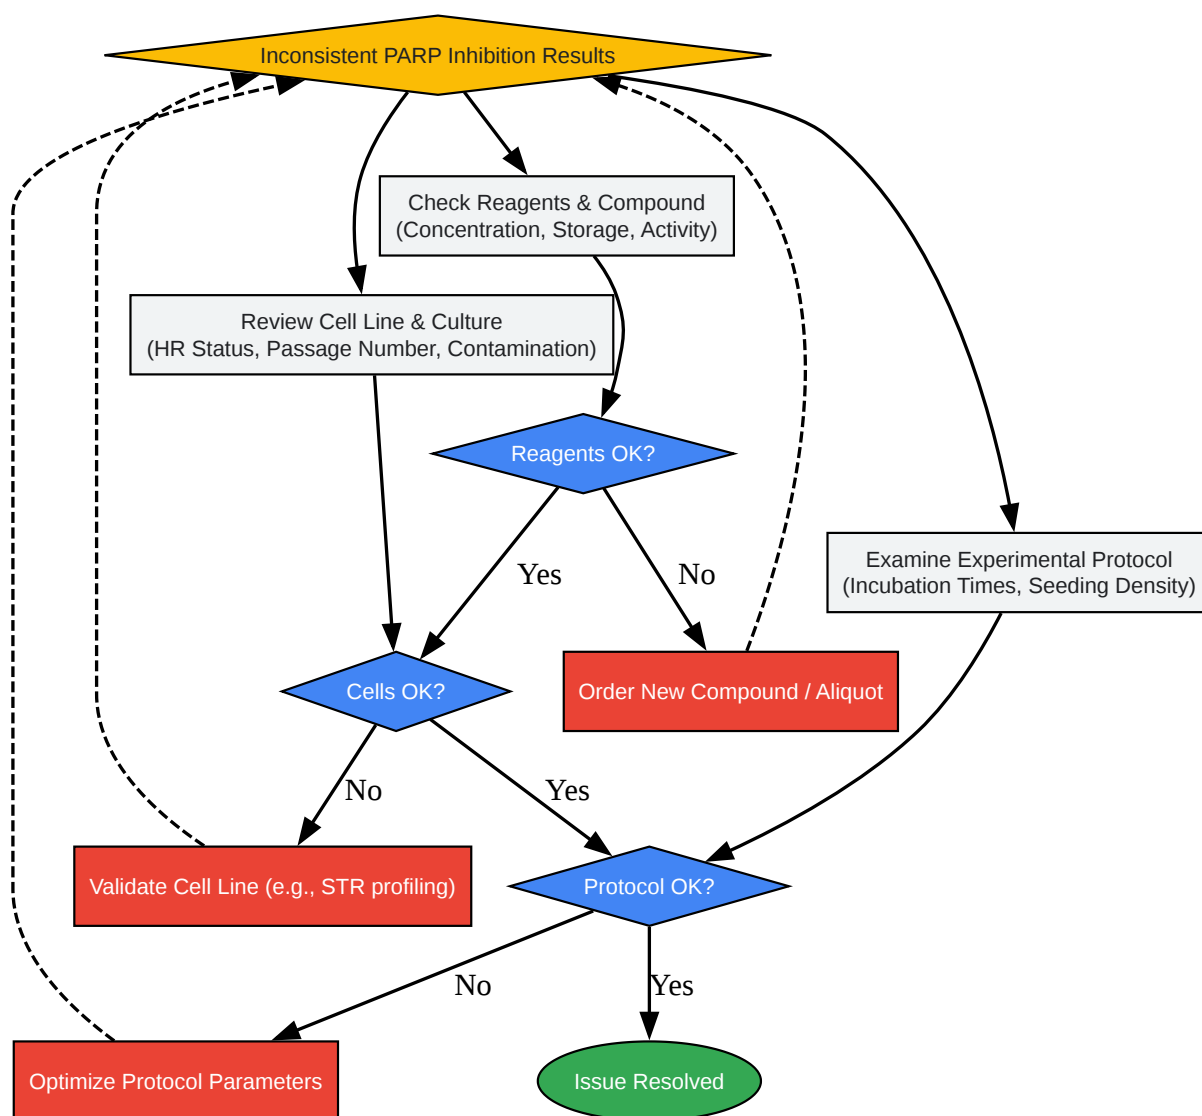 Inconsistent PARP Inhibition Results
Check Reagents & Compound
(Concentration, Storage, Activity)
Review Cell Line & Culture
(HR Status, Passage Number, Contamination)
Reagents OK?
Examine Experimental Protocol
(Incubation Times, Seeding Density)
Yes
No
Cells OK?
Order New Compound / Aliquot
No
Yes
Validate Cell Line (e.g., STR profiling)
Protocol OK?
No
Yes
Optimize Protocol Parameters
Issue Resolved